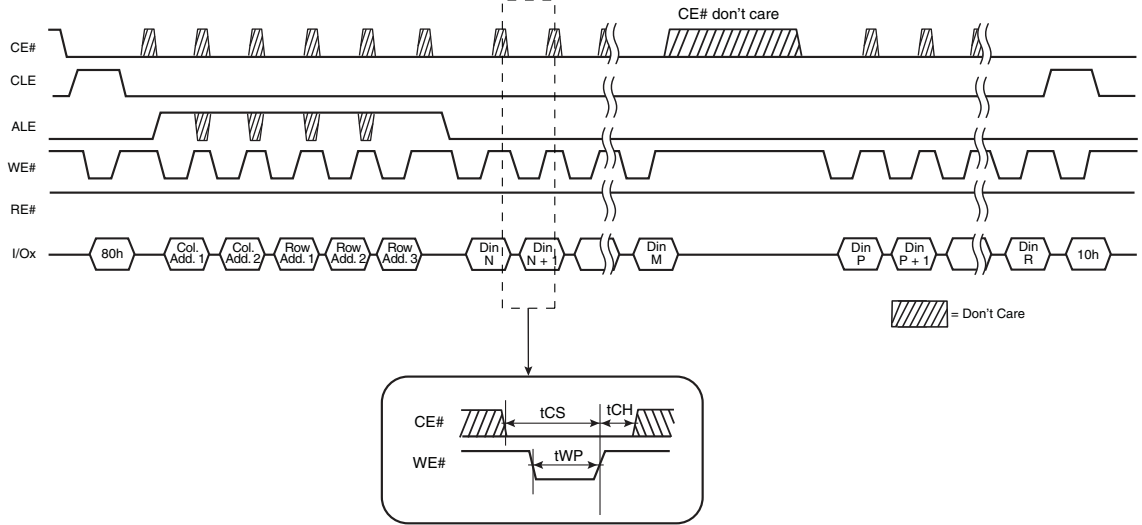 CE# don't care
CE#
CLE
ALE
WE#
RE#
I/Ox
80h
Col.
Add. 1
Col.
Add. 2
Row
Add. 1
Row
Add. 2
Row
Add. 3
Din
N
Din
N + 1
Din
M
Din
P
Din
P + 1
Din
R
10h
= Don't Care
CE#
tCS
tCH
WE#
tWP